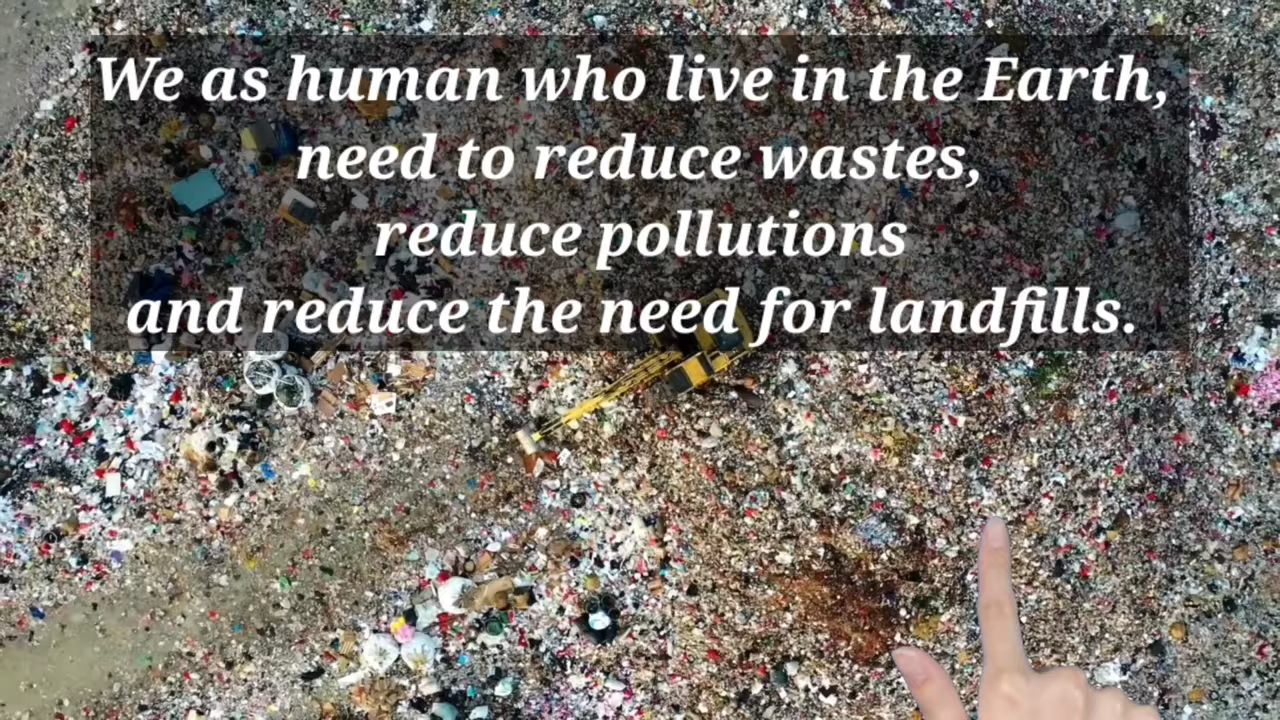 We as human who live in the Earth,
need to reduce wastes,
reduce pollutions
and reduce the need for landfills.